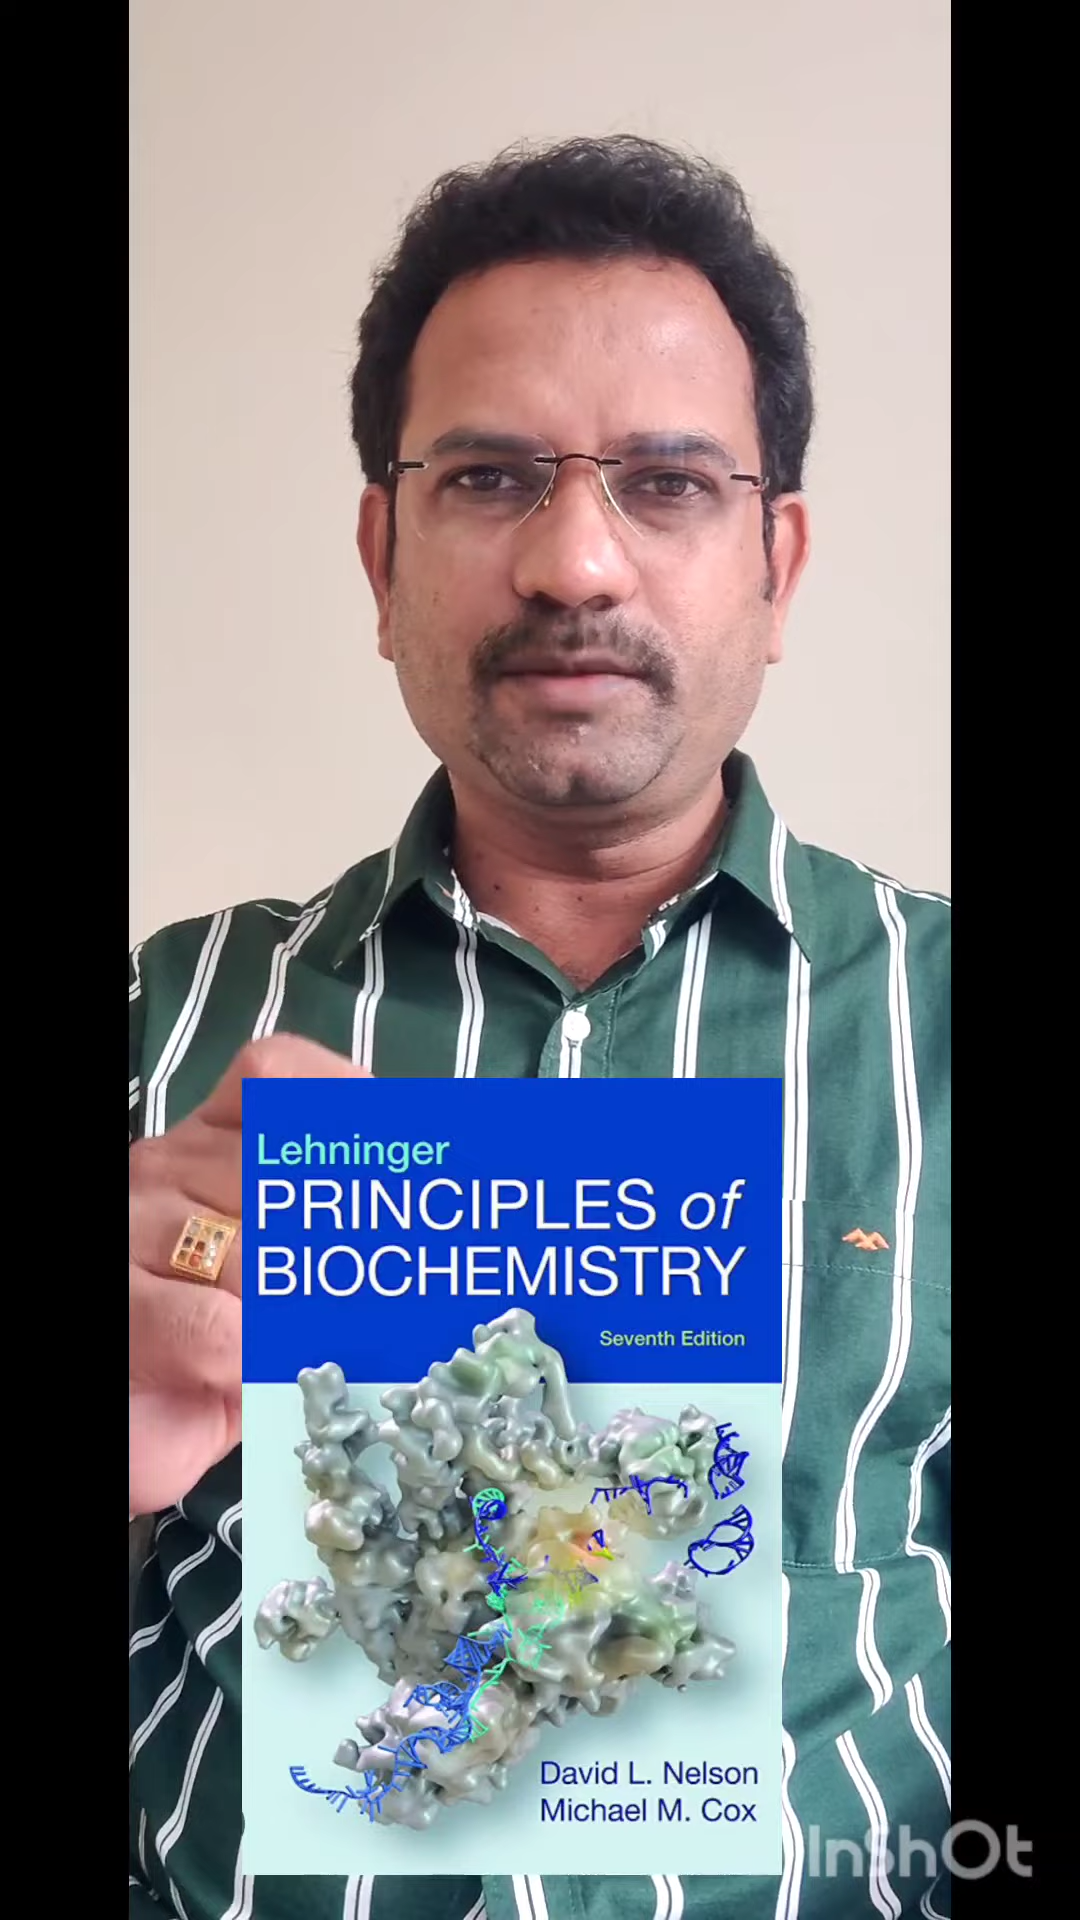 Lehninger
PRINCIPLES of
BIOCHEMISTRY
Seventh Edition
David L. Nelson
Michael M. Cox
InShOt